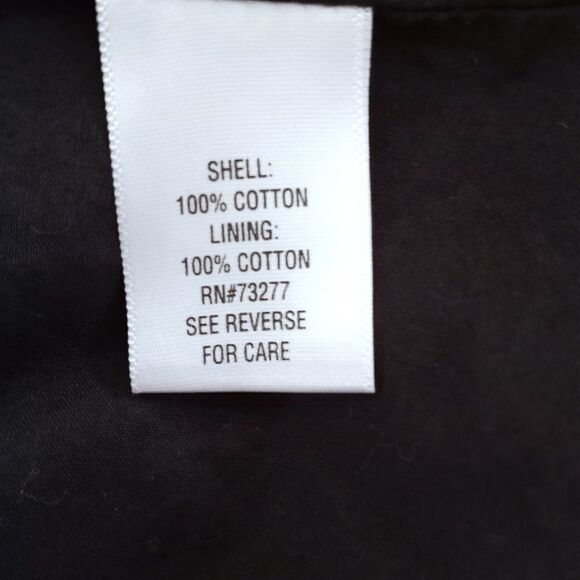 SHELL:
100% COTTON
LINING:
100% COTTON
RN#73277
SEE REVERSE
FOR CARE